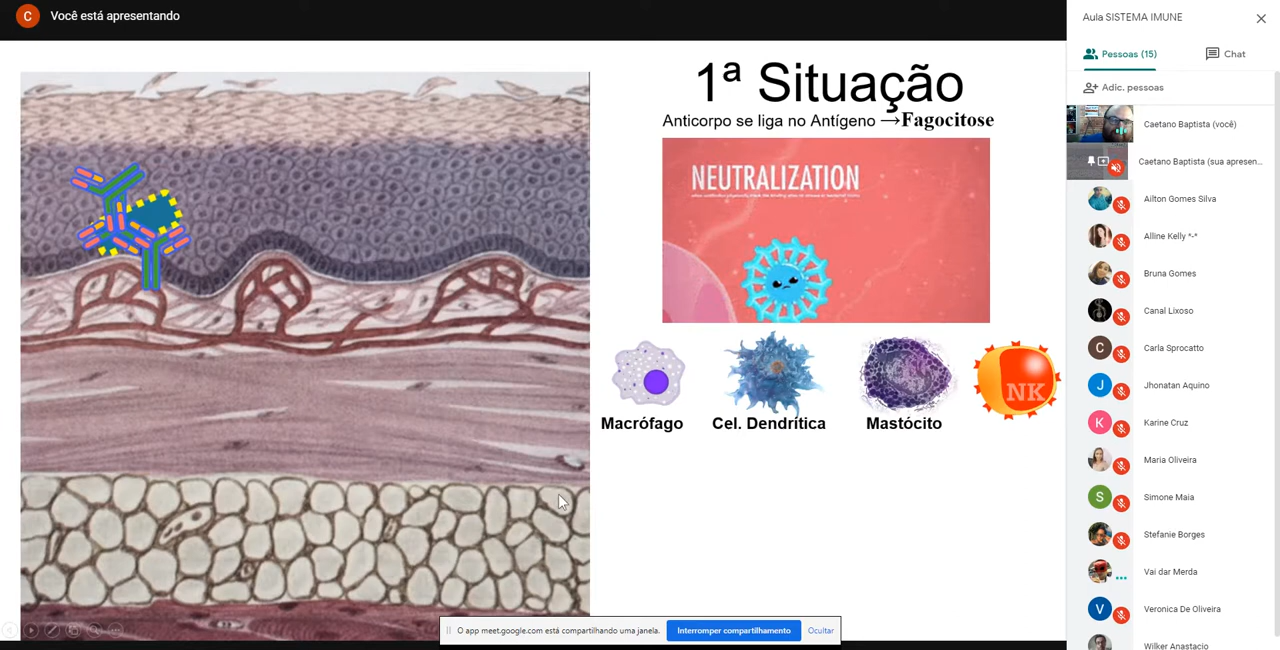 C
Você está apresentando
1ª Situação
Anticorpo se liga no Antígeno →Fagocitose
NEUTRALIZATION
Macrófago
Cel. Dendrítica
Mastócito
NK
O app meet.google.com está compartilhando uma janela.
Interromper compartilhamento
Ocultar
Aula SISTEMA IMUNE
Pessoas (15)
Chat
Adic. pessoas
Caetano Baptista (você)
Caetano Baptista (sua apresen...
Ailton Gomes Silva
Alline Kelly *-*
Bruna Gomes
Canal Lixoso
C
Carla Sprocatto
J
Jhonatan Aquino
K
Karine Cruz
Maria Oliveira
S
Simone Maia
Stefanie Borges
Vai dar Merda
V
Veronica De Oliveira
Wilker Anastacio